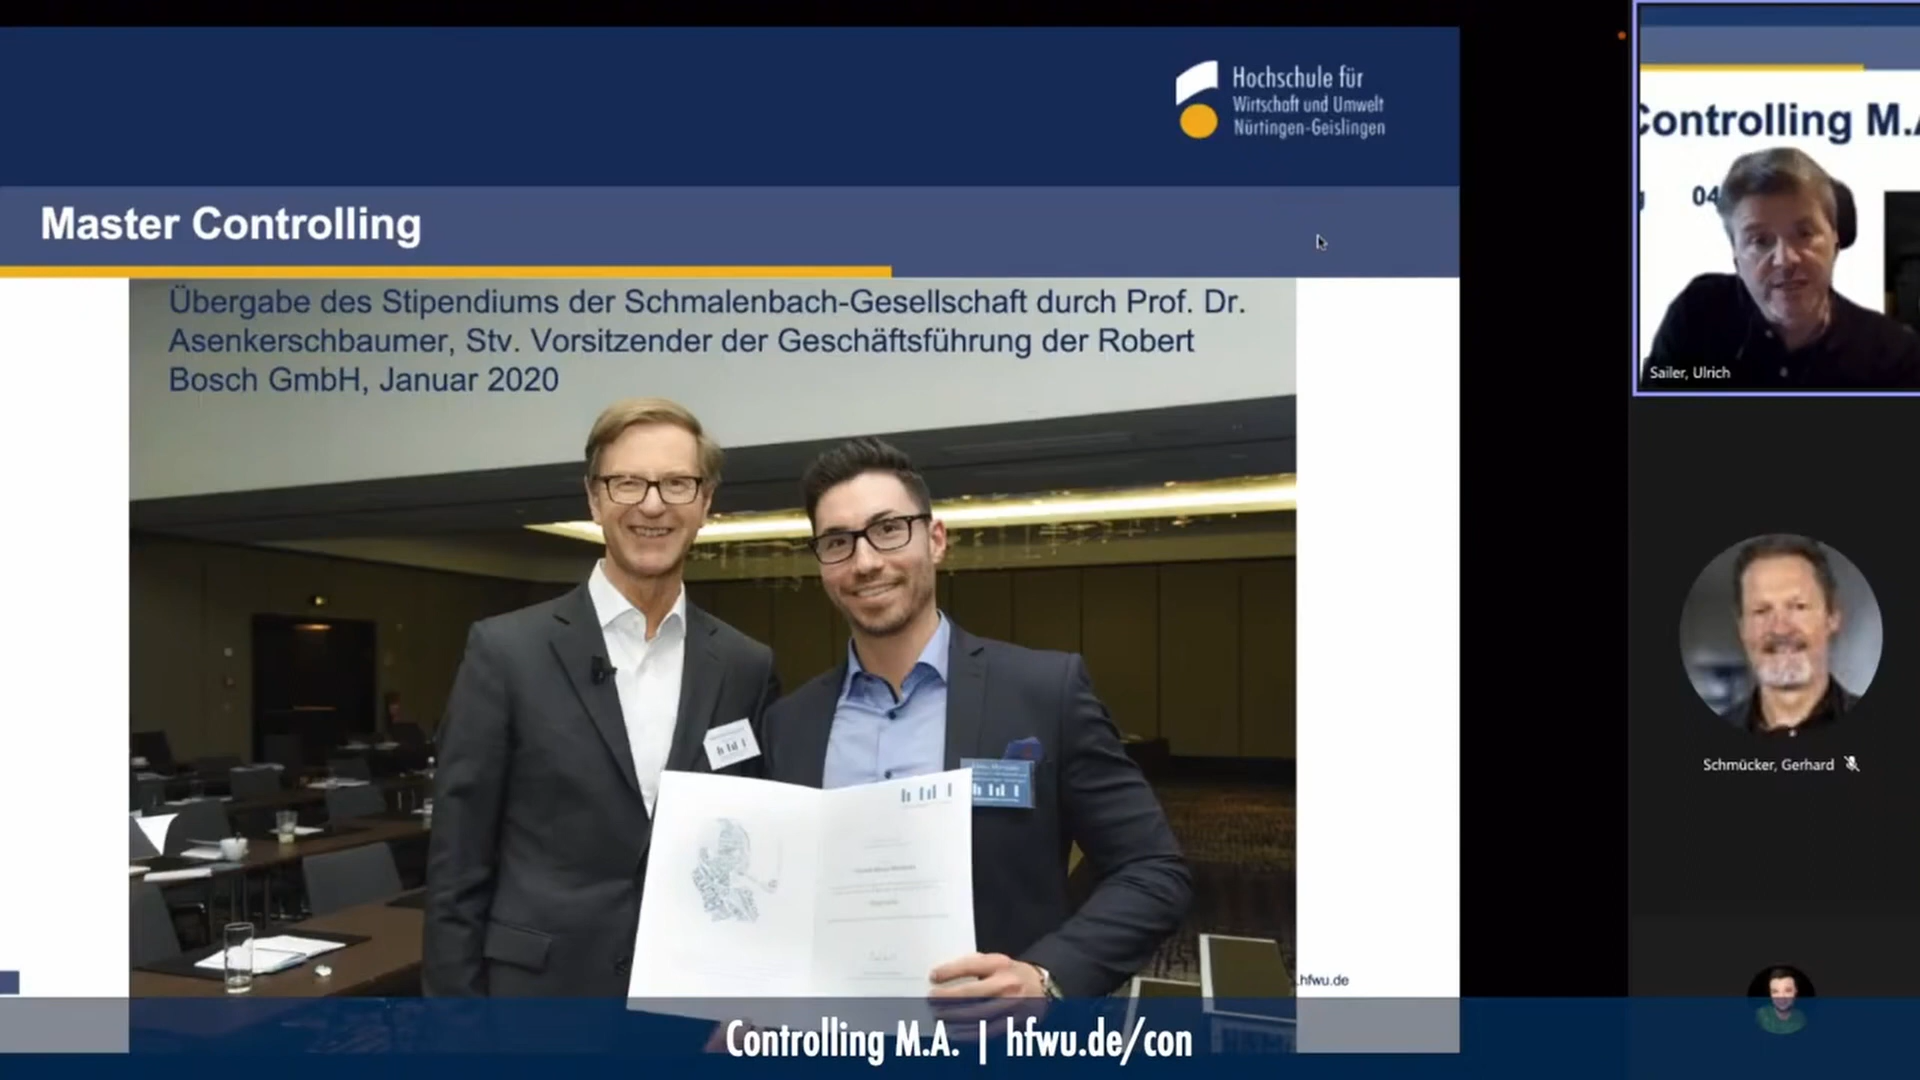 Hochschule für
Wirtschaft und Umwelt
Nürtingen-Geislingen
Master Controlling
Übergabe des Stipendiums der Schmalenbach-Gesellschaft durch Prof. Dr.
Asenkerschbaumer, Stv. Vorsitzender der Geschäftsführung der Robert
Bosch GmbH, Januar 2020
.hfwu.de
Controlling M.A. | hfwu.de/con
Controlling M.A
04
Sailer, Ulrich
Schmücker, Gerhard